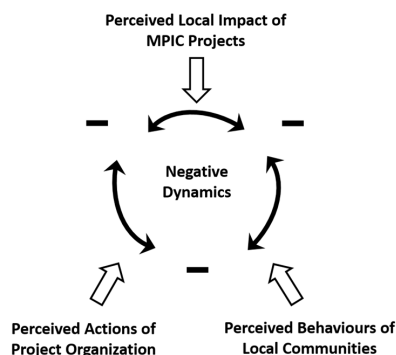 Perceived Local Impact of
MPIC Projects
Negative
Dynamics
Perceived Actions of
Project Organization
Perceived Behaviours of
Local Communities